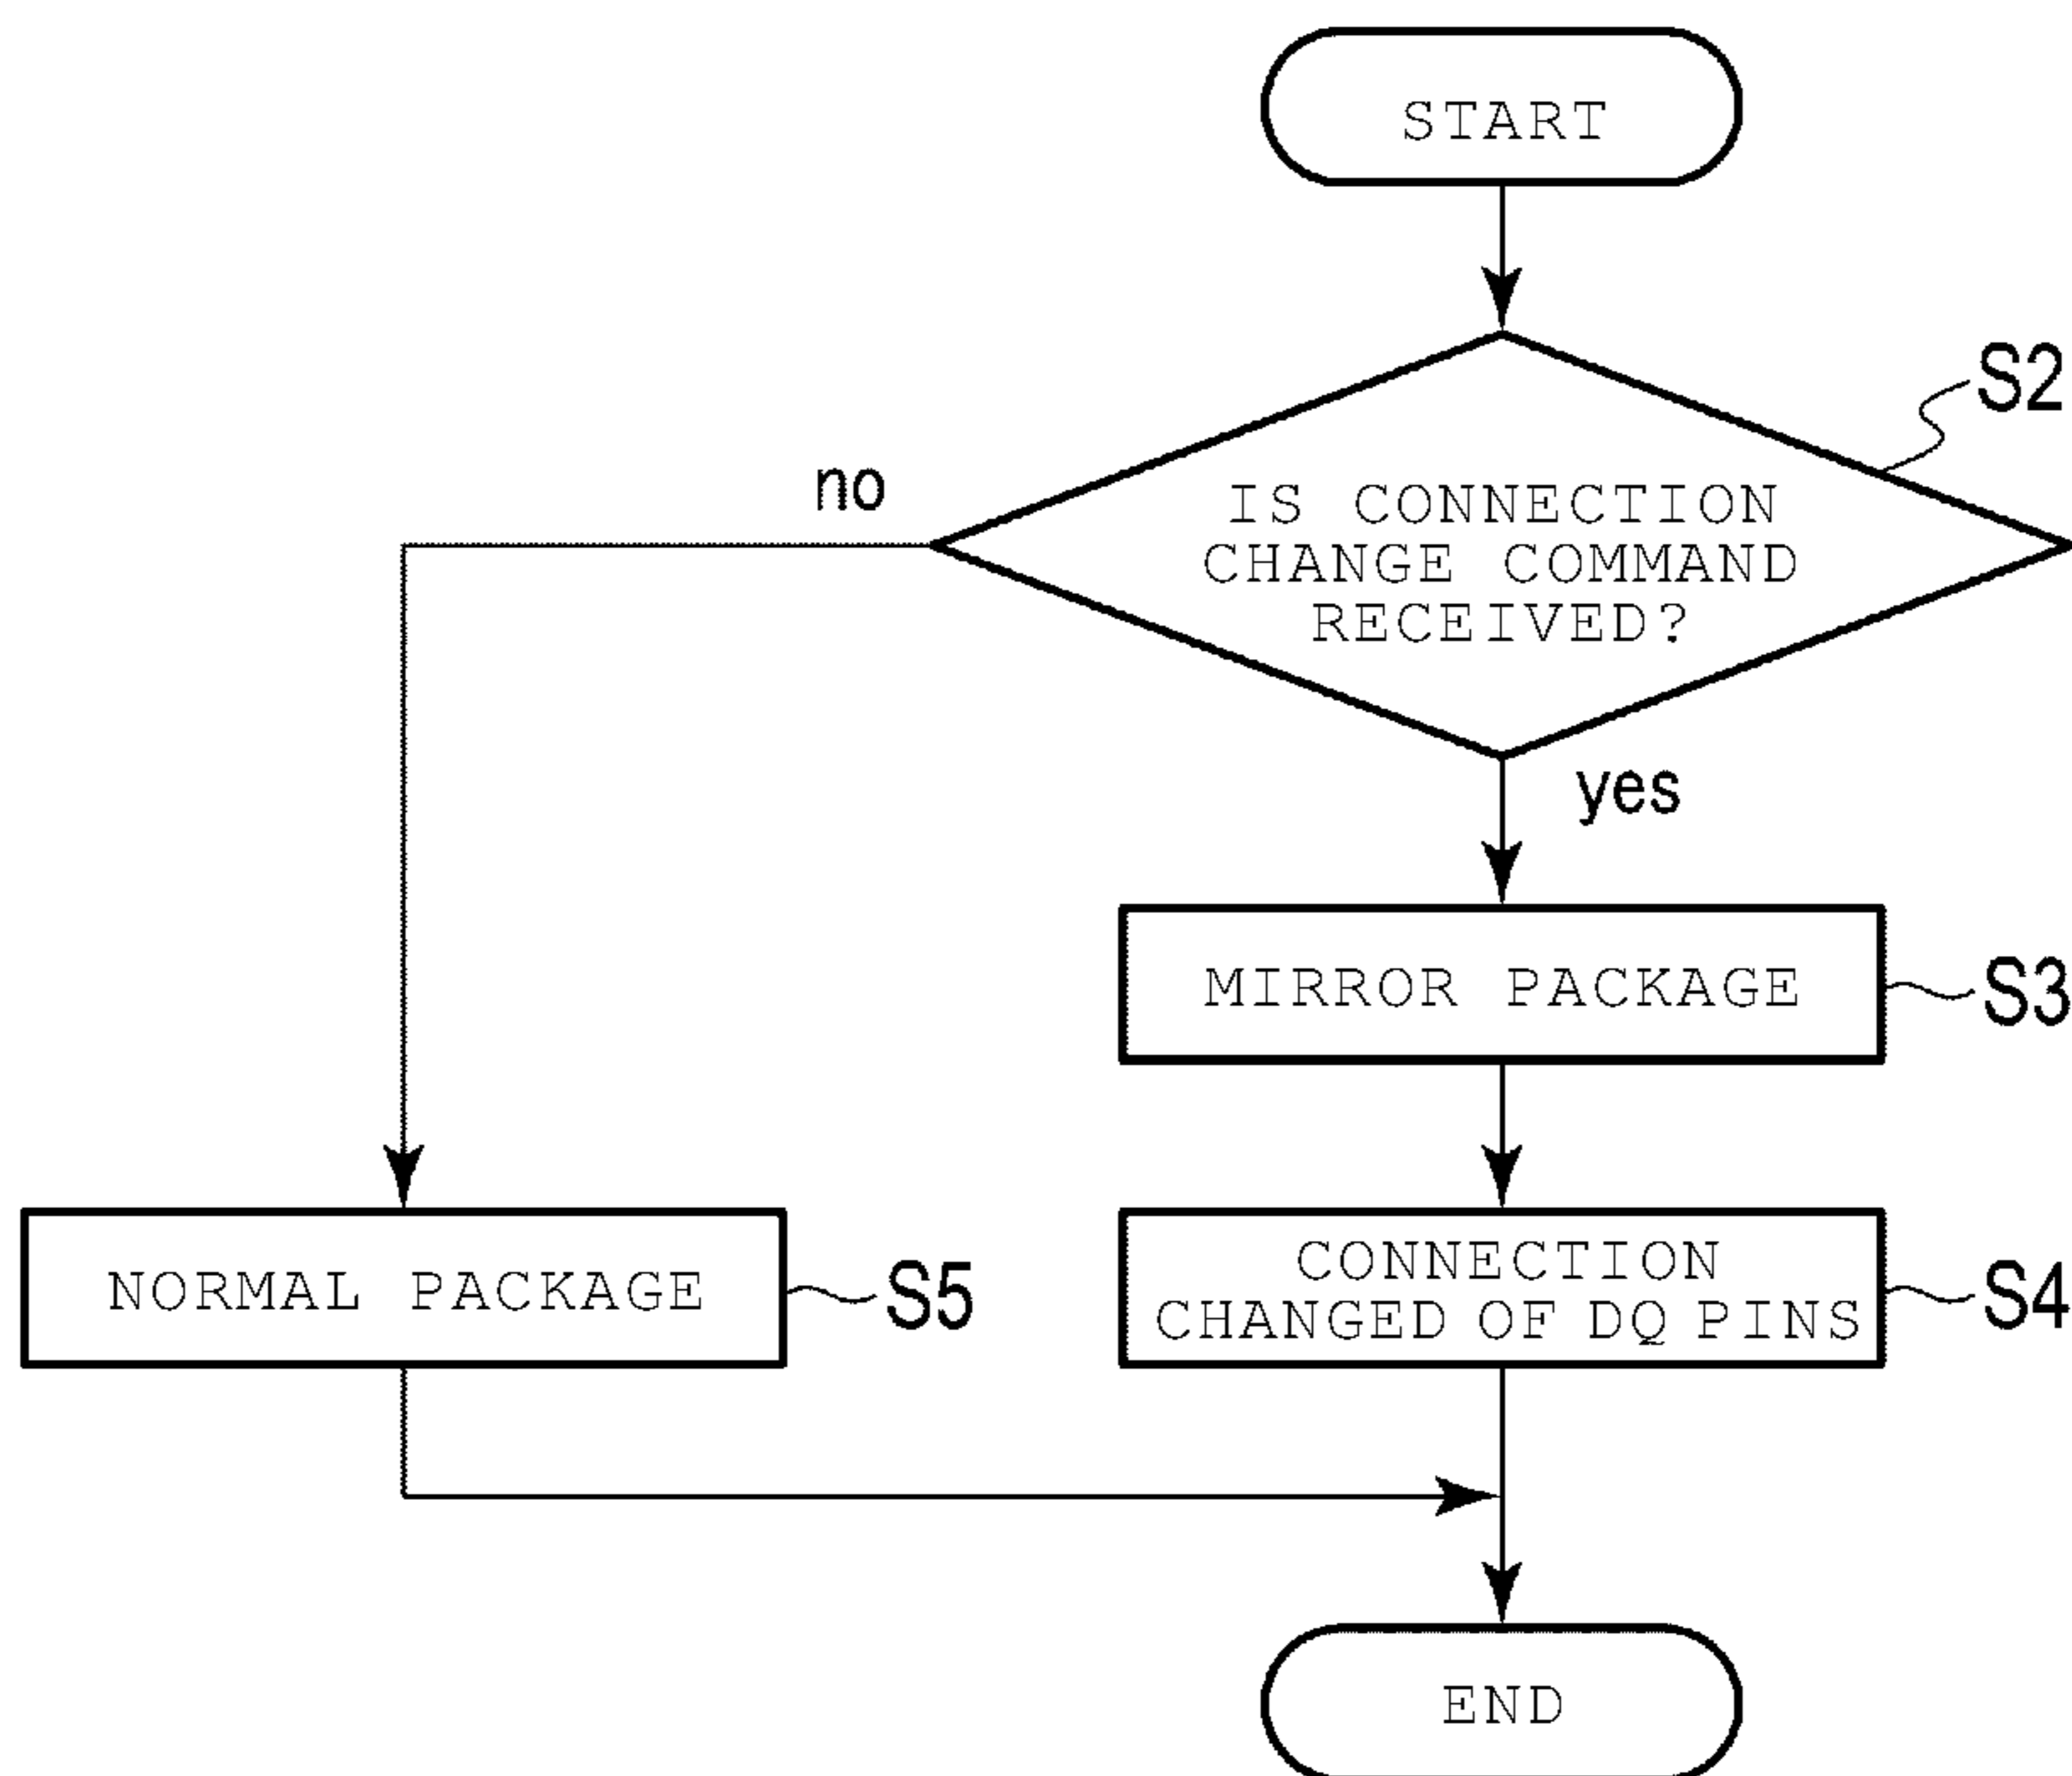 START
S2
no
IS CONNECTION
CHANGE COMMAND
RECEIVED?
yes
MIRROR PACKAGE
S3
NORMAL PACKAGE
S5
CONNECTION
CHANGED OF DQ PINS
S4
END